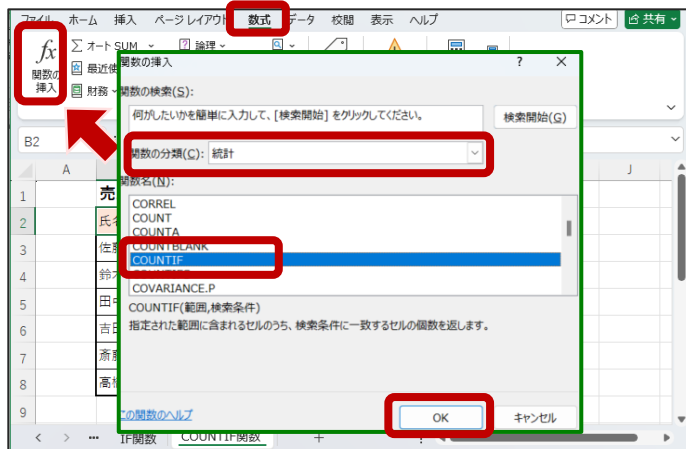 ファイル ホーム 挿入 ページ レイアウト 数式 データ 校閲 表示 ヘルプ コメント 共有
fx Σ オート SUM ? 論理
関数の挿入 最近使
財務
関数の挿入 ? ×
関数の検索(S):
何がしたいかを簡単に入力して、[検索開始] をクリックしてください。 検索開始(G)
関数の分類(C): 統計
関数名(N):
CORREL
COUNT
COUNTA
COUNTBLANK
COUNTIF
COVARIANCE.P
COUNTIF(範囲,検索条件)
指定された範囲に含まれるセルのうち、検索条件に一致するセルの個数を返します。
この関数のヘルプ OK キャンセル
B2
A J
1 売
2 氏名
3 佐
4 鈴
5 田中
6 吉
7 斎
8 高
9
< > ••• IF関数 COUNTIF関数 +